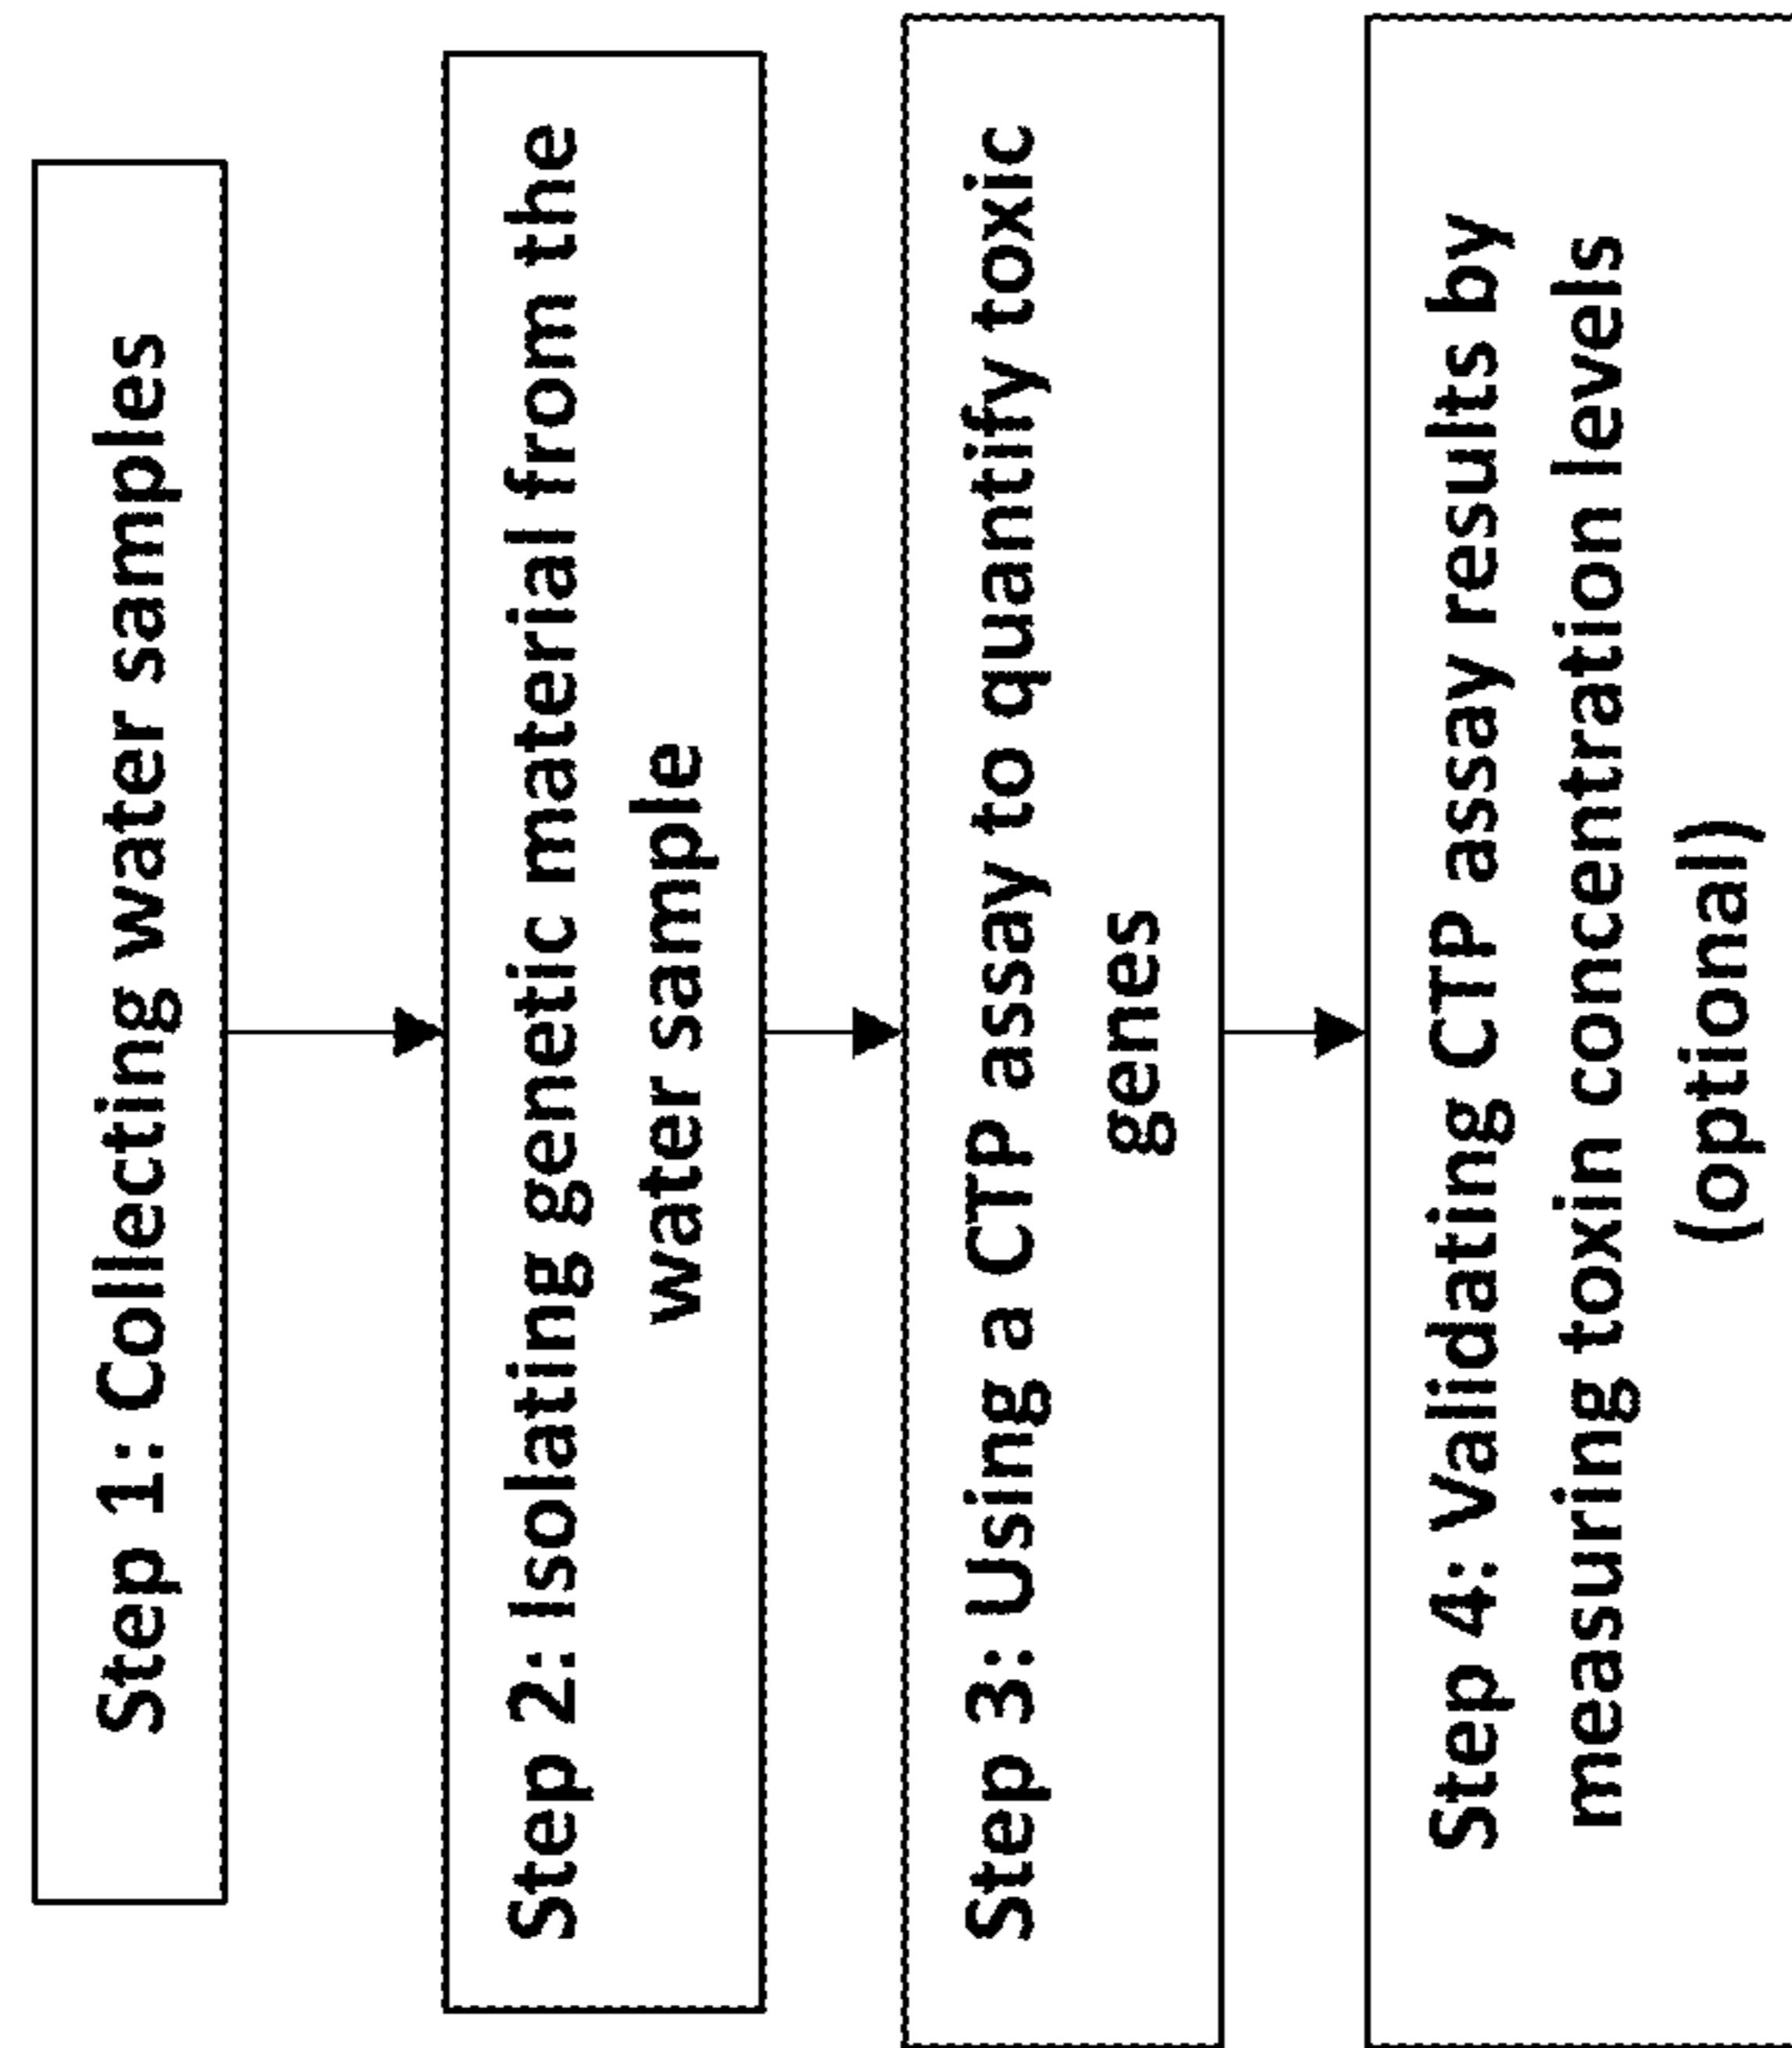 Step 1: Collecting water samples
Step 2: Isolating genetic material from the
water sample
Step 3: Using a CTP assay to quantify toxic
genes
Step 4: Validating CTP assay results by
measuring toxin concentration levels
(optional)